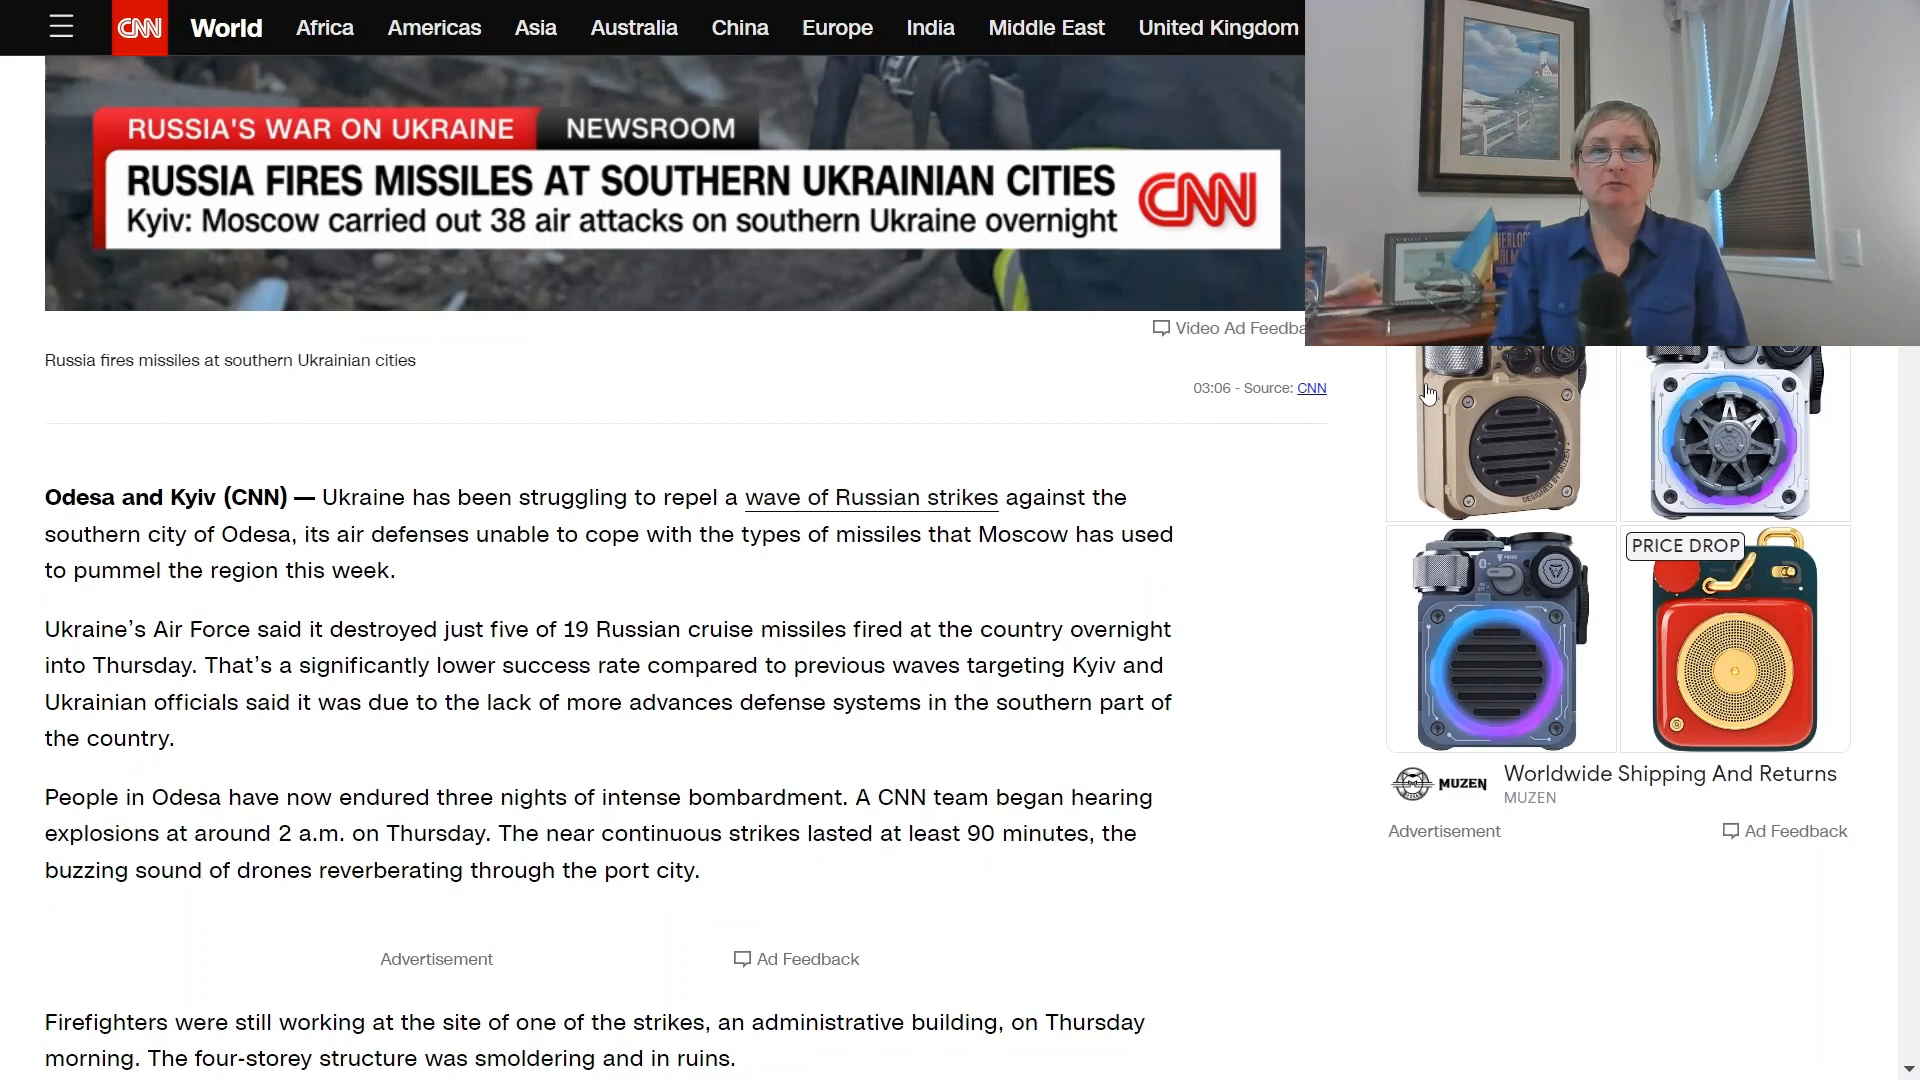 CNN World Africa Americas Asia Australia China Europe India Middle East United Kingdom
RUSSIA'S WAR ON UKRAINE NEWSROOM
RUSSIA FIRES MISSILES AT SOUTHERN UKRAINIAN CITIES
Kyiv: Moscow carried out 38 air attacks on southern Ukraine overnight
CNN
Video Ad Feedba
Russia fires missiles at southern Ukrainian cities
03:06 - Source: CNN
Odesa and Kyiv (CNN) — Ukraine has been struggling to repel a wave of Russian strikes against the
southern city of Odesa, its air defenses unable to cope with the types of missiles that Moscow has used
to pummel the region this week.
Ukraine’s Air Force said it destroyed just five of 19 Russian cruise missiles fired at the country overnight
into Thursday. That’s a significantly lower success rate compared to previous waves targeting Kyiv and
Ukrainian officials said it was due to the lack of more advances defense systems in the southern part of
the country.
People in Odesa have now endured three nights of intense bombardment. A CNN team began hearing
explosions at around 2 a.m. on Thursday. The near continuous strikes lasted at least 90 minutes, the
buzzing sound of drones reverberating through the port city.
Advertisement Ad Feedback
Firefighters were still working at the site of one of the strikes, an administrative building, on Thursday
morning. The four-storey structure was smoldering and in ruins.
DESIGNED BY MUZEN
PRICE DROP
MUZEN
Worldwide Shipping And Returns
MUZEN
Advertisement Ad Feedback